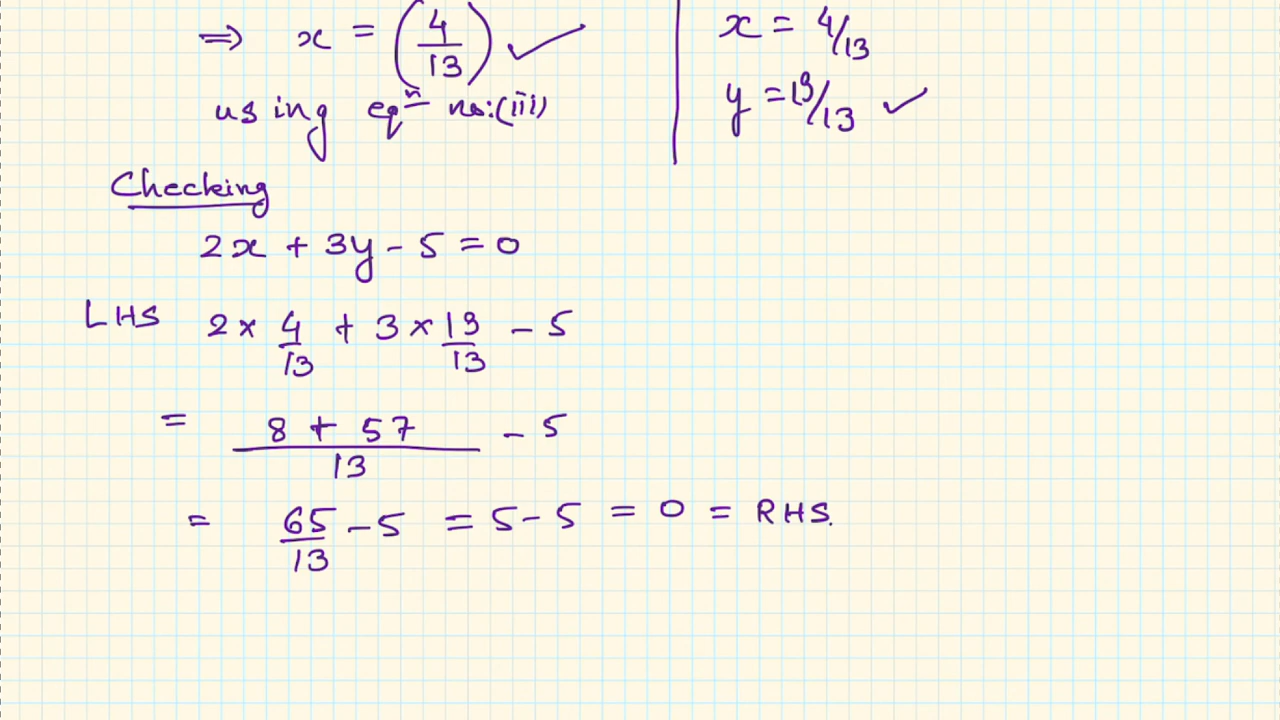 ⇒ x = (4/13) ✓
using eqⁿ no:(iii)
x = 4/13
y = 19/13 ✓
Checking
2x + 3y - 5 = 0
LHS 2 × 4/13 + 3 × 19/13 - 5
= 8 + 57/13 - 5
= 65/13 - 5 = 5 - 5 = 0 = RHS.